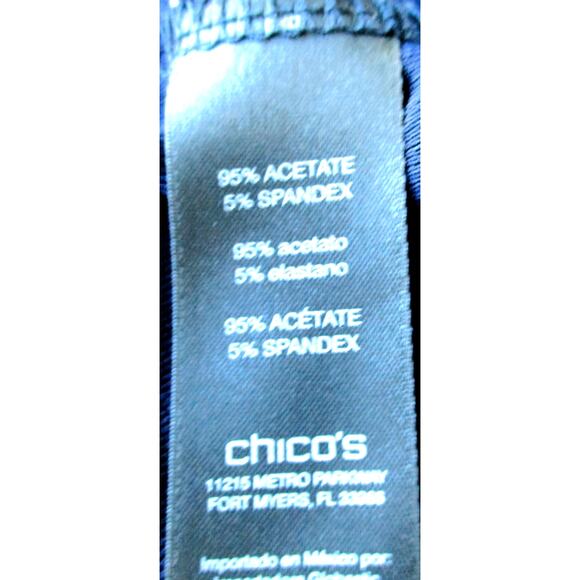 95% ACETATE
5% SPANDEX
95% acetato
5% elastano
95% ACÉTATE
5% SPANDEX
chico's
11215 METRO PARKWAY
FORT MYERS, FL
Importado en México por: